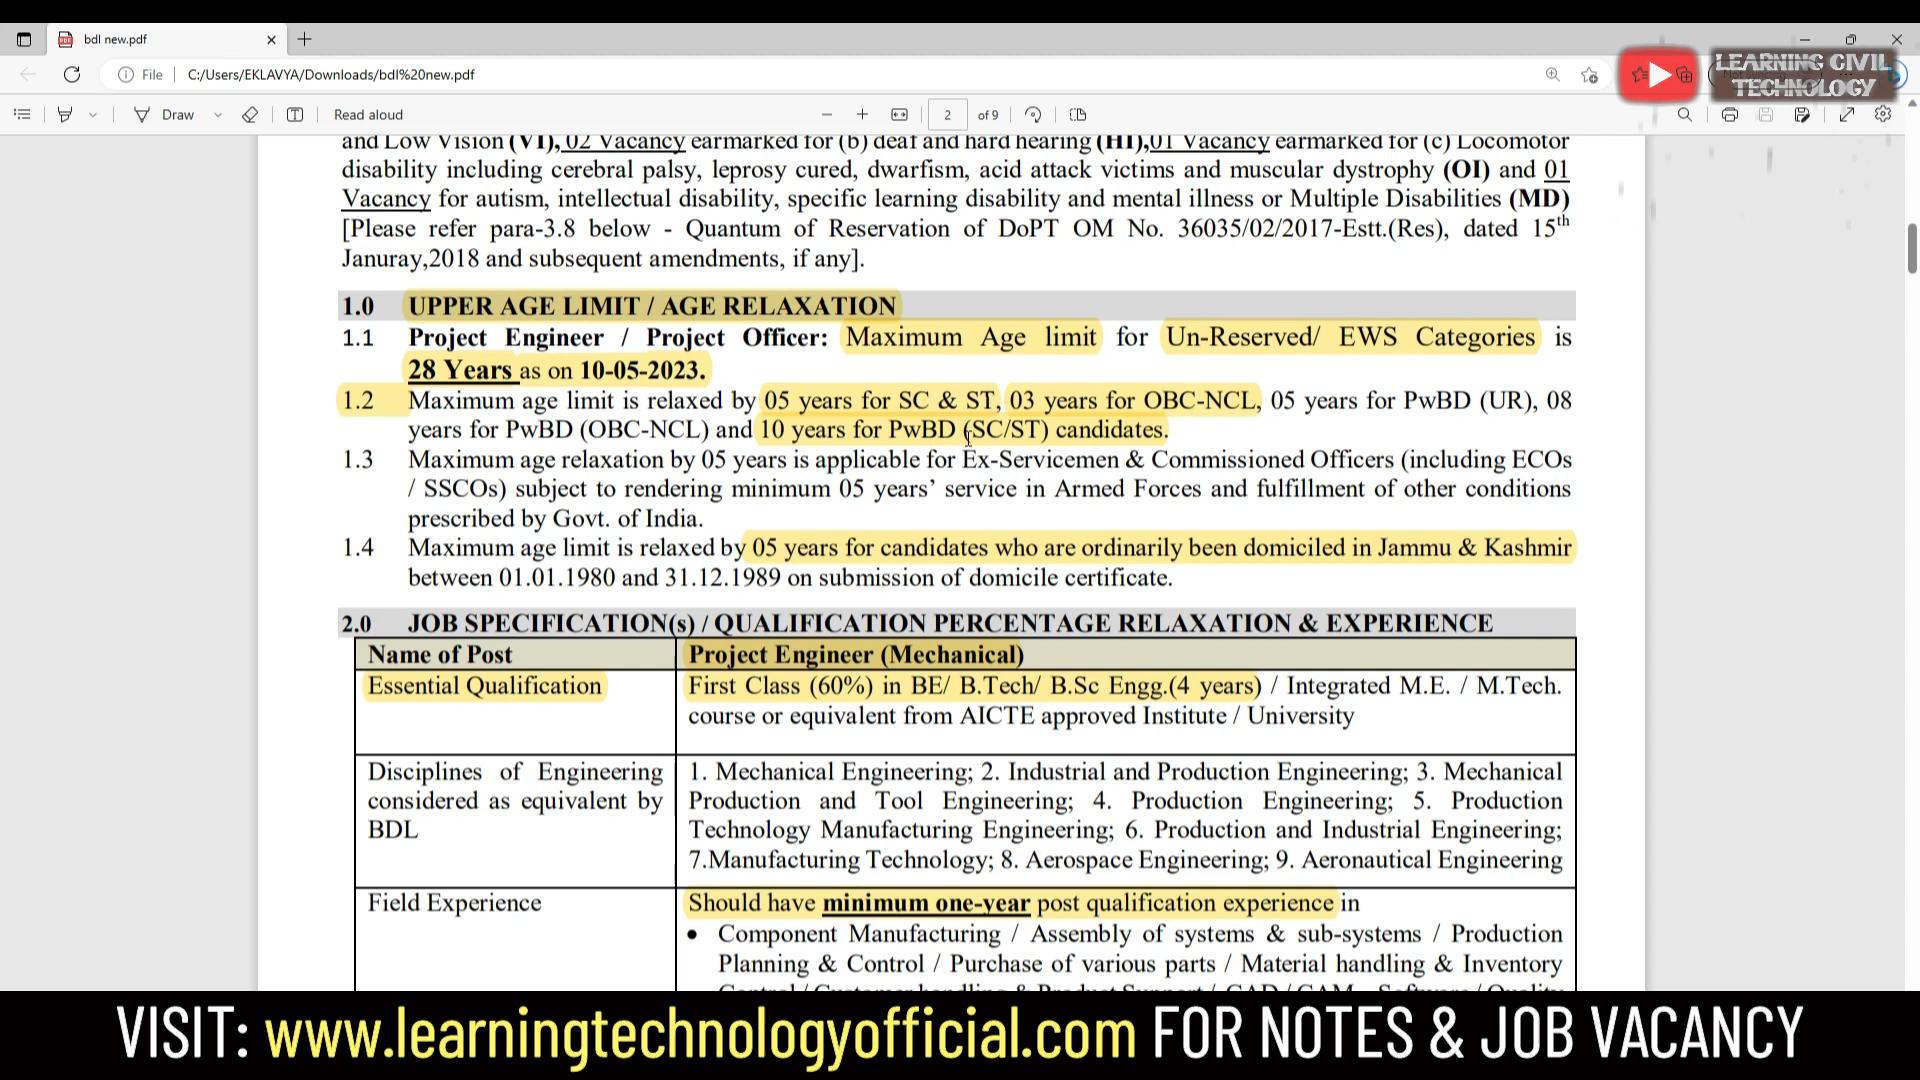 bdl new.pdf
File
C:/Users/EKLAVYA/Downloads/bdl%20new.pdf
LEARNING CIVIL
TECHNOLOGY
Draw
Read aloud
2
of 9
and Low Vision (VI), 02 Vacancy earmarked for (b) deaf and hard hearing (HI),01 Vacancy earmarked for (c) Locomotor
disability including cerebral palsy, leprosy cured, dwarfism, acid attack victims and muscular dystrophy (OI) and 01
Vacancy for autism, intellectual disability, specific learning disability and mental illness or Multiple Disabilities (MD)
[Please refer para-3.8 below - Quantum of Reservation of DoPT OM No. 36035/02/2017-Estt.(Res), dated 15th
Januray,2018 and subsequent amendments, if any].
1.0 UPPER AGE LIMIT / AGE RELAXATION
1.1 Project Engineer / Project Officer: Maximum Age limit for Un-Reserved/ EWS Categories is
28 Years as on 10-05-2023.
1.2 Maximum age limit is relaxed by 05 years for SC & ST, 03 years for OBC-NCL, 05 years for PwBD (UR), 08
years for PwBD (OBC-NCL) and 10 years for PwBD (SC/ST) candidates.
1.3 Maximum age relaxation by 05 years is applicable for Ex-Servicemen & Commissioned Officers (including ECOs
/ SSCOs) subject to rendering minimum 05 years’ service in Armed Forces and fulfillment of other conditions
prescribed by Govt. of India.
1.4 Maximum age limit is relaxed by 05 years for candidates who are ordinarily been domiciled in Jammu & Kashmir
between 01.01.1980 and 31.12.1989 on submission of domicile certificate.
2.0 JOB SPECIFICATION(s) / QUALIFICATION PERCENTAGE RELAXATION & EXPERIENCE
Name of Post
Project Engineer (Mechanical)
Essential Qualification
First Class (60%) in BE/ B.Tech/ B.Sc Engg.(4 years) / Integrated M.E. / M.Tech.
course or equivalent from AICTE approved Institute / University
Disciplines of Engineering
considered as equivalent by
BDL
1. Mechanical Engineering; 2. Industrial and Production Engineering; 3. Mechanical
Production and Tool Engineering; 4. Production Engineering; 5. Production
Technology Manufacturing Engineering; 6. Production and Industrial Engineering;
7.Manufacturing Technology; 8. Aerospace Engineering; 9. Aeronautical Engineering
Field Experience
Should have minimum one-year post qualification experience in
• Component Manufacturing / Assembly of systems & sub-systems / Production
Planning & Control / Purchase of various parts / Material handling & Inventory
VISIT: www.learningtechnologyofficial.com FOR NOTES & JOB VACANCY